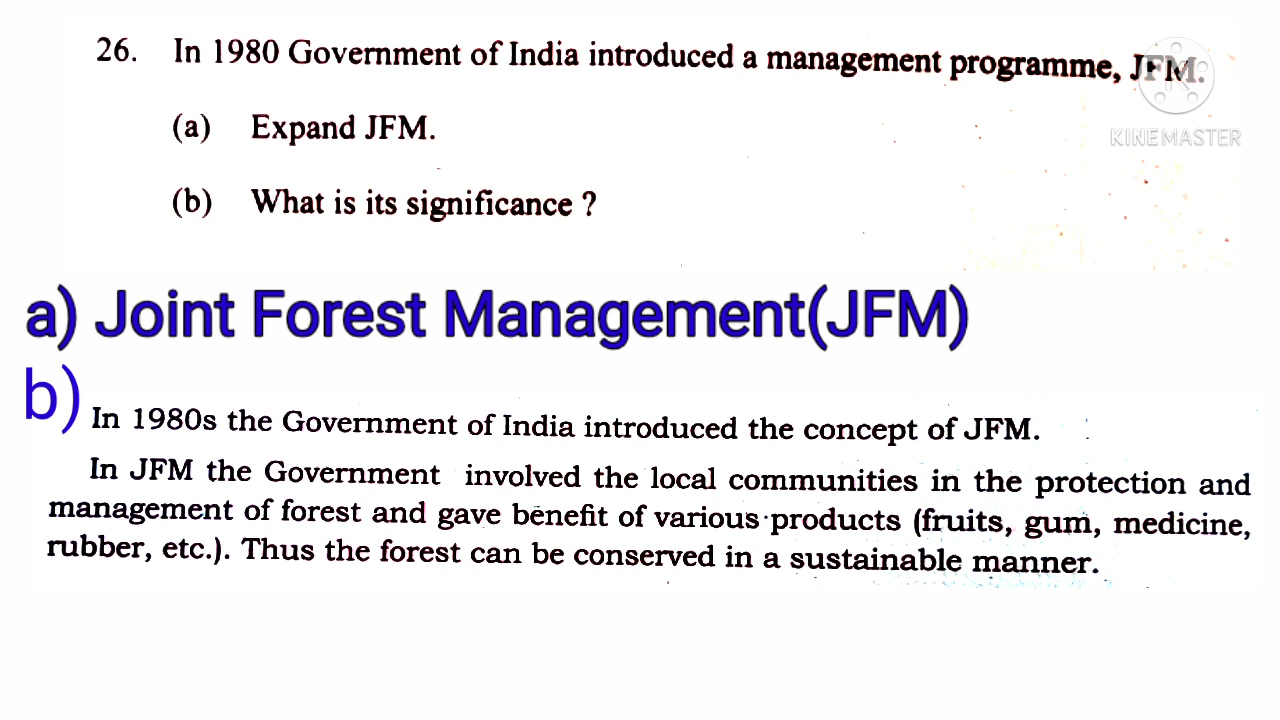 26. In 1980 Government of India introduced a management programme, JFM.
KINEMASTER
(a) Expand JFM.
(b) What is its significance ?
a) Joint Forest Management(JFM)
b)
In 1980s the Government of India introduced the concept of JFM.
In JFM the Government involved the local communities in the protection and
management of forest and gave benefit of various products (fruits, gum, medicine,
rubber, etc.). Thus the forest can be conserved in a sustainable manner.